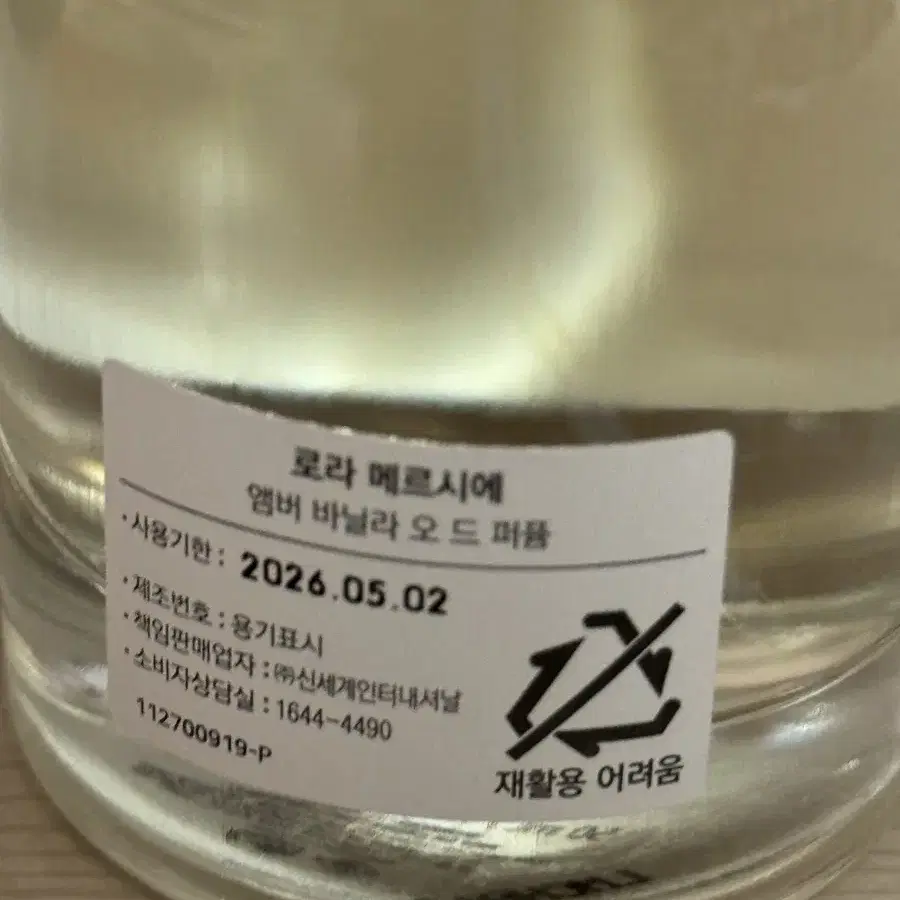 로라 메르시에
앰버 바닐라 오 드 퍼퓸
·사용기한 : 2026.05.02
·제조번호 : 용기표시
·책임판매업자 : ㈜신세계인터내셔날
·소비자상담실 : 1644-4490
112700919-P
재활용 어려움